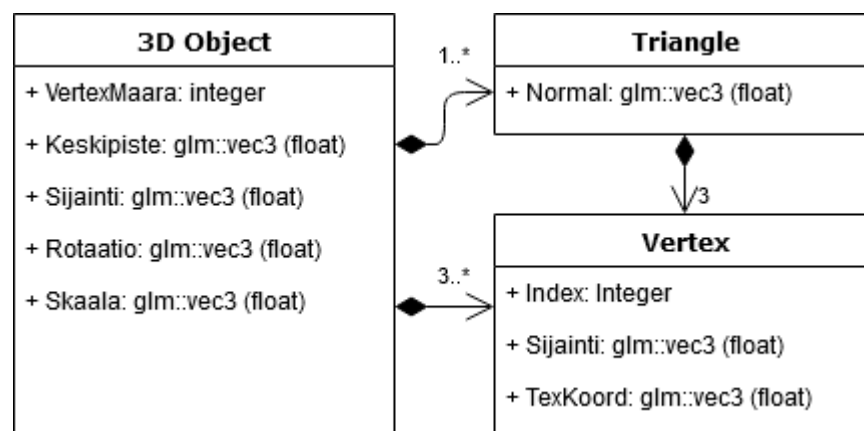 3D Object
+ VertexMaara: integer
+ Keskipiste: glm::vec3 (float)
+ Sijainti: glm::vec3 (float)
+ Rotaatio: glm::vec3 (float)
+ Skaala: glm::vec3 (float)
1..*
Triangle
+ Normal: glm::vec3 (float)
3
3..*
Vertex
+ Index: Integer
+ Sijainti: glm::vec3 (float)
+ TexKoord: glm::vec3 (float)